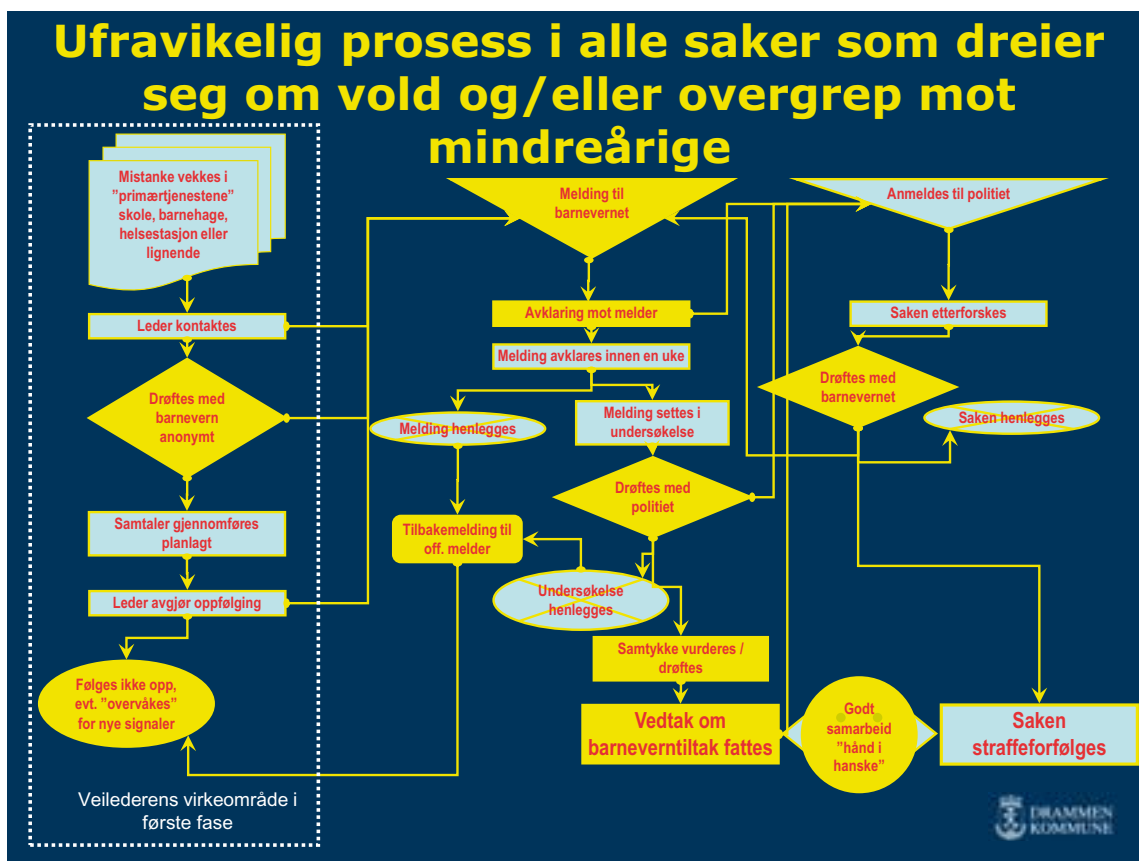 Ufravikelig prosess i alle saker som dreier
seg om vold og/eller overgrep mot
mindreårige
Mistanke vekkes i
”primærtjenestene”
skole, barnehage,
helsestasjon eller
lignende
Leder kontaktes
Drøftes med
barnevern
anonymt
Samtaler gjennomføres
planlagt
Leder avgjør oppfølging
Følges ikke opp,
evt. ”overvåkes”
for nye signaler
Veilederens virkeområde i
første fase
Melding til
barnevernet
Avklaring mot melder
Melding avklares innen en uke
Melding henlegges
Melding settes i
undersøkelse
Drøftes med
politiet
Tilbakemelding til
off. melder
Undersøkelse
henlegges
Samtykke vurderes /
drøftes
Vedtak om
barneverntiltak fattes
Anmeldes til politiet
Saken etterforskes
Drøftes med
barnevernet
Saken henlegges
Godt
samarbeid
”hånd i
hanske”
Saken
straffeforfølges
DRAMMEN
KOMMUNE